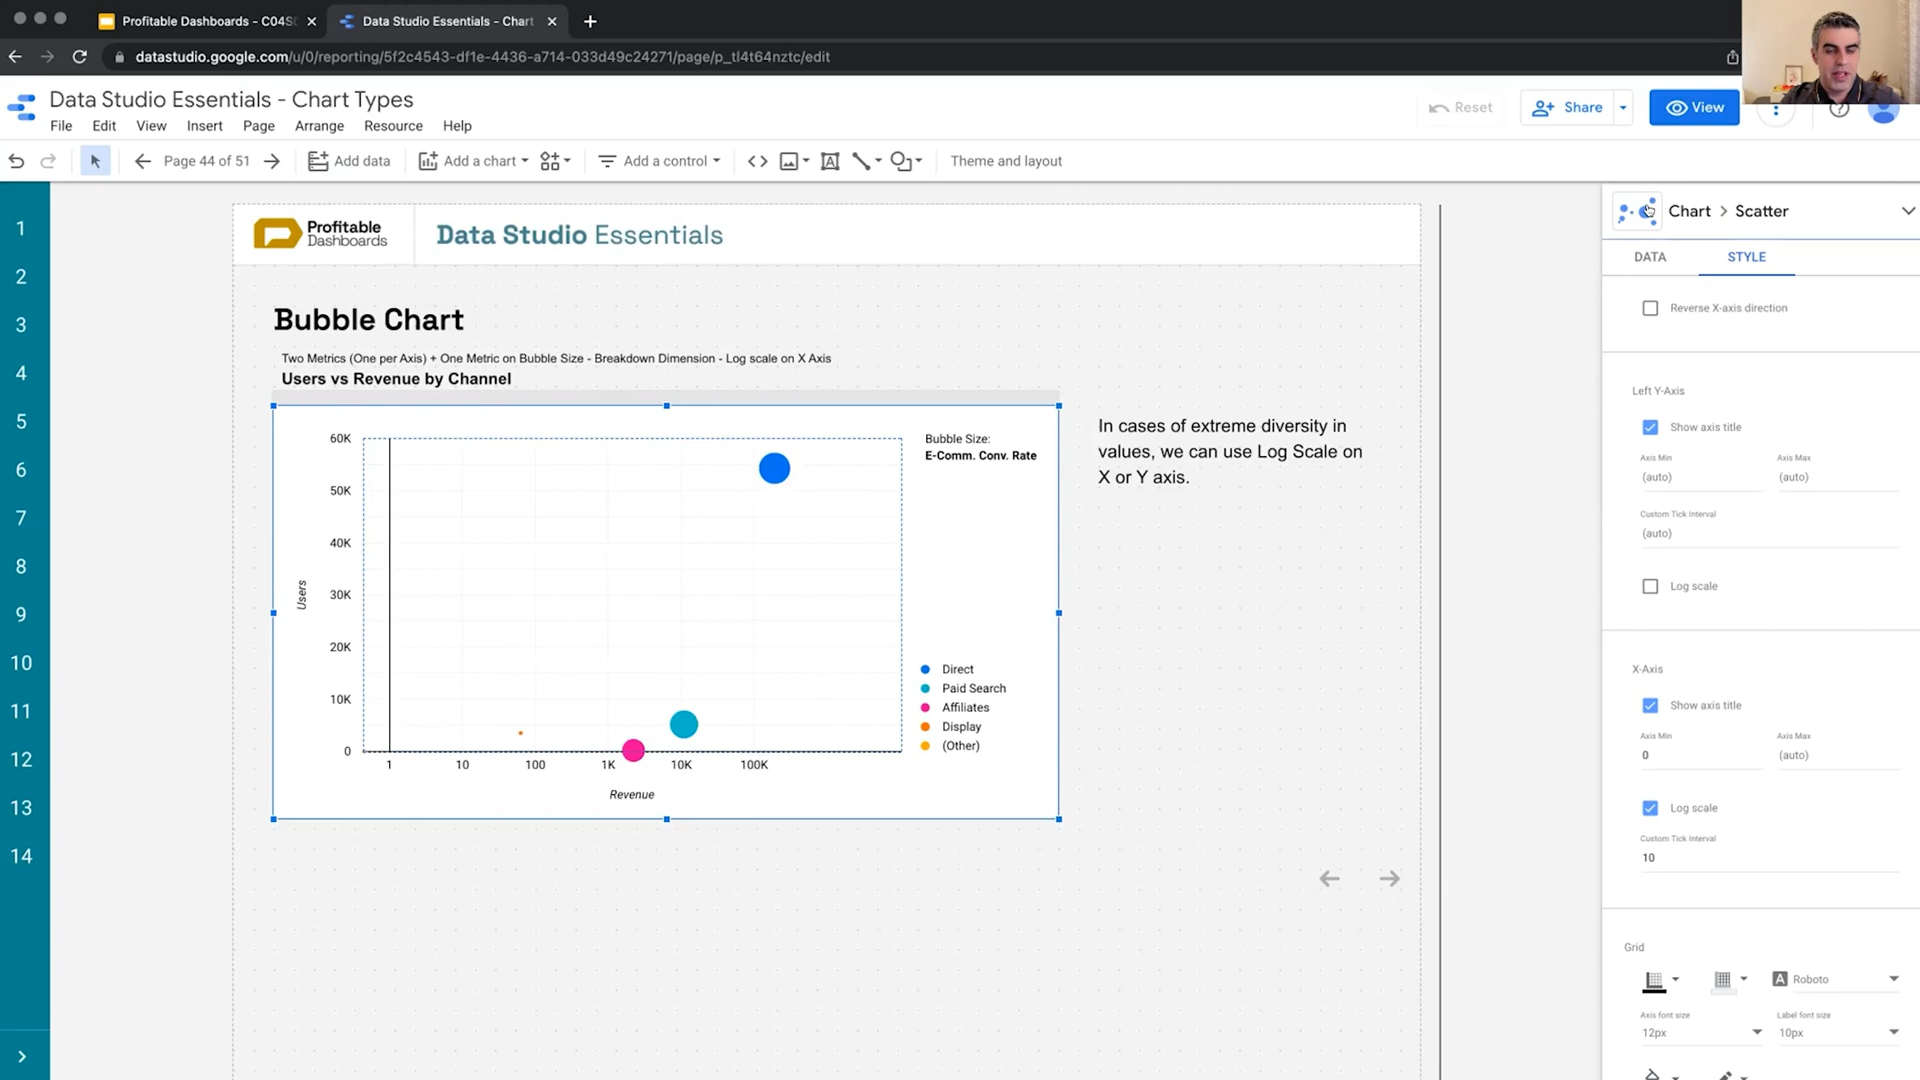 Profitable Dashboards - C04S0
Data Studio Essentials - Chart
datastudio.google.com/u/0/reporting/5f2c4543-df1e-4436-a714-033d49c24271/page/p_tl4t64nztc/edit
Data Studio Essentials - Chart Types
File Edit View Insert Page Arrange Resource Help
Reset
Share
View
Page 44 of 51
Add data
Add a chart
Add a control
Theme and layout
1
2
3
4
5
6
7
8
9
10
11
12
13
14
Profitable
Dashboards
Data Studio Essentials
Bubble Chart
Two Metrics (One per Axis) + One Metric on Bubble Size - Breakdown Dimension - Log scale on X Axis
Users vs Revenue by Channel
60K
50K
40K
30K
20K
10K
0
Users
1 10 100 1K 10K 100K
Revenue
Bubble Size:
E-Comm. Conv. Rate
Direct
Paid Search
Affiliates
Display
(Other)
In cases of extreme diversity in
values, we can use Log Scale on
X or Y axis.
Chart > Scatter
DATA STYLE
Reverse X-axis direction
Left Y-Axis
Show axis title
Axis Min Axis Max
(auto) (auto)
Custom Tick Interval
(auto)
Log scale
X-Axis
Show axis title
Axis Min Axis Max
0 (auto)
Log scale
Custom Tick Interval
10
Grid
Roboto
Axis font size Label font size
12px 10px